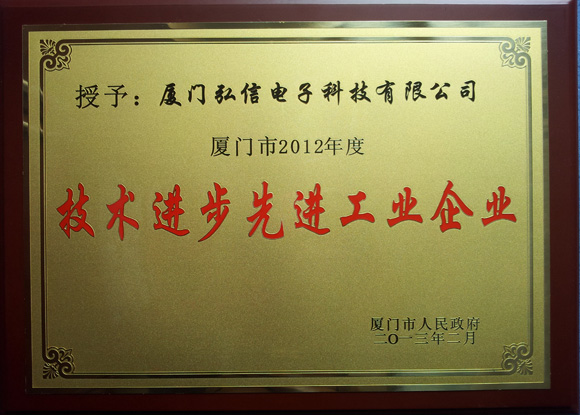 授予：厦门弘信电子科技有限公司
厦门市2012年度
技术进步先进工业企业
厦门市人民政府
二〇一三年二月